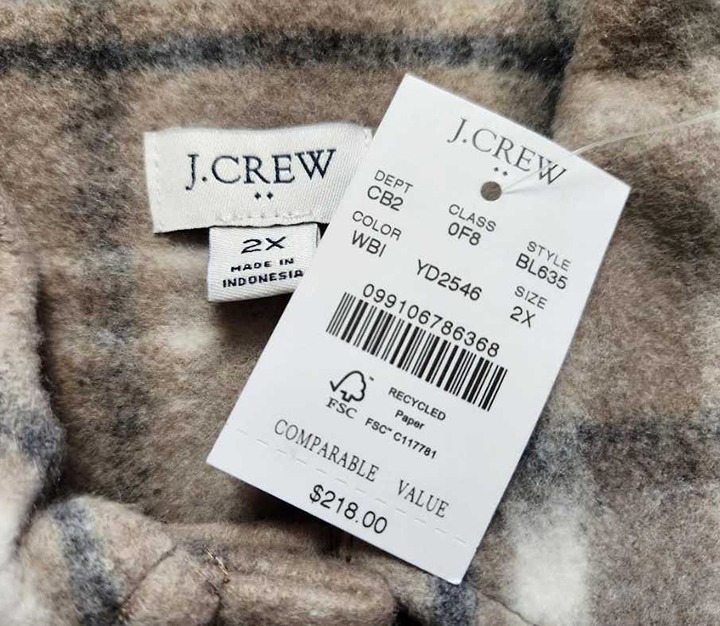 J.CREW
2X
MADE IN
INDONESIA
J.CREW
DEPT CLASS STYLE
CB2 0F8 BL635
COLOR SIZE
WBI YD2546 2X
099106786368
FSC
RECYCLED
Paper
FSC™ C117781
COMPARABLE VALUE
$218.00